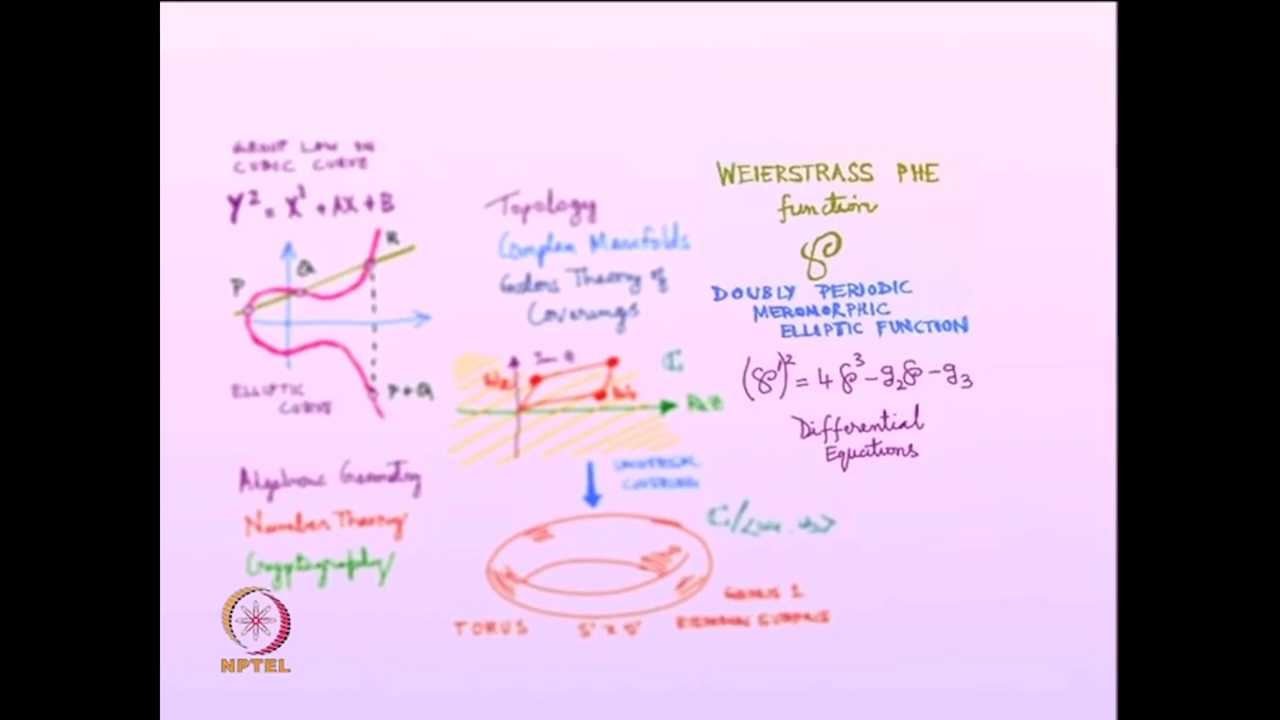 GROUP LAW ON
CUBIC CURVE
Y² = X³ + AX + B
R
Q
P
P+Q
ELLIPTIC
CURVE
Algebraic Geometry
Number Theory
Cryptography
NPTEL
Topology
Complex Manifolds
Galois Theory of
Coverings
ℂ
UNIVERSAL
COVERING
TORUS S¹ x S¹
GENUS 1
RIEMANN SURFACE
WEIERSTRASS PHE
function
℘
DOUBLY PERIODIC
MEROMORPHIC
ELLIPTIC FUNCTION
(℘')² = 4℘³ - g₂℘ - g₃
Differential
Equations